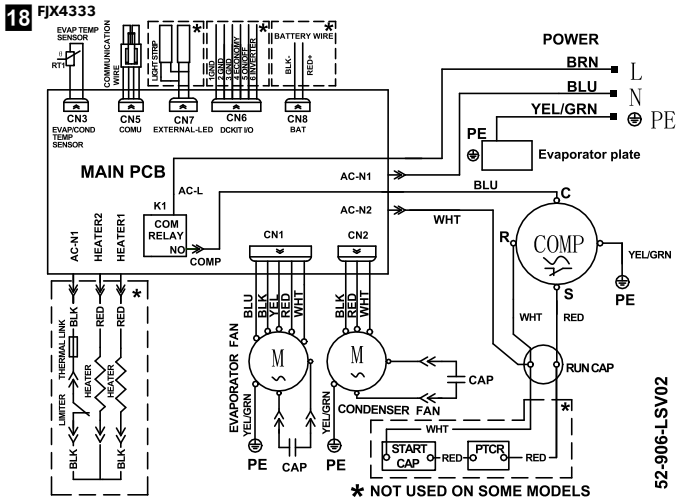 18 FJX4333
EVAP TEMP
SENSOR
RT1
COMMUNICATION
WIRE
LIGHT STRIP
*
1GND
2 GND
3 GND
4 ECONOMY
5 ON/OFF
6 INVERTER
*
BATTERY WIRE
*
BLK-
RED+
POWER
BRN
L
BLU
N
YEL/GRN
PE
PE
Evaporator plate
CN3
EVAP/COND
TEMP
SENSOR
CN5
COMU
CN7
EXTERNAL-LED
CN6
DCKIT I/O
CN8
BAT
MAIN PCB
AC-N1
AC-L
BLU
K1
COM
RELAY
NO
COMP
AC-N2
WHT
AC-N1
HEATER2
HEATER1
CN1
CN2
C
R
COMP
S
YEL/GRN
PE
*
BLK
RED
RED
THERMAL LINK
HEATER
HEATER
LIMITER
BLK
RED
BLK
BLU
BLK
YEL
RED
WHT
EVAPORATOR FAN
M
YEL/GRN
PE
CAP
BLK
RED
WHT
M
YEL/GRN
PE
CAP
CONDENSER FAN
WHT
RED
RUN CAP
*
WHT
START
CAP
RED
PTCR
RED
* NOT USED ON SOME MODELS
52-906-LSV02